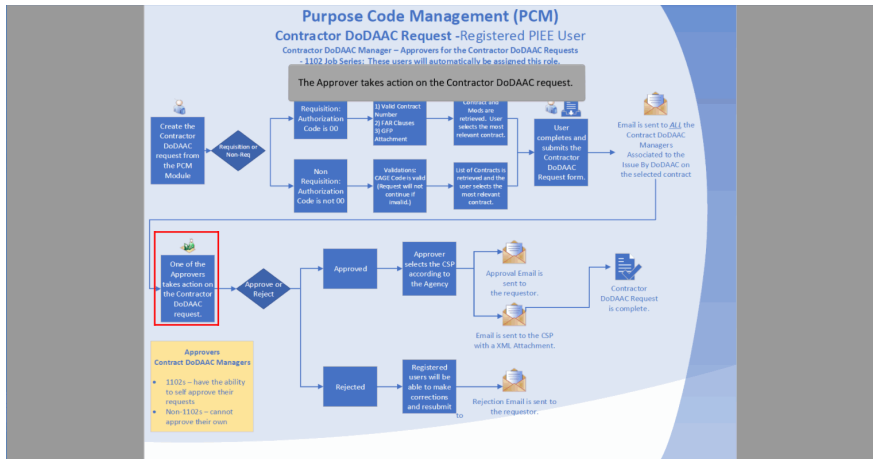 Purpose Code Management (PCM)
Contractor DoDAAC Request -Registered PIEE User
Contractor DoDAAC Manager – Approvers for the Contractor DoDAAC Requests
- 1102 Job Series: These users will automatically be assigned this role.
The Approver takes action on the Contractor DoDAAC request.
Create the
Contractor
DoDAAC
request from
the PCM
Module
Requisition or
Non-Req
Requisition:
Authorization
Code is 00
1) Valid Contract
Number
2) FAR Clauses
3) GFP
Attachment
Contract and
Mods are
retrieved. User
selects the most
relevant contract.
Non
Requisition:
Authorization
Code is not 00
Validations:
CAGE Code is valid
(Request will not
continue if
invalid.)
List of Contracts is
retrieved and the
user selects the
most relevant
contract.
User
completes and
submits the
Contractor
DoDAAC
Request form.
Email is sent to ALL the
Contract DoDAAC
Managers
Associated to the
Issue By DoDAAC on
the selected contract
One of the
Approvers
takes action on
the Contractor
DoDAAC
request.
Approve or
Reject
Approved
Approver
selects the CSP
according to
the Agency
Approval Email is
sent to
the requestor.
Email is sent to the CSP
with a XML Attachment.
Contractor
DoDAAC Request
is complete.
Rejected
Registered
users will be
able to make
corrections
and resubmit
to
Rejection Email is sent to
the requestor.
Approvers
Contract DoDAAC Managers
• 1102s – have the ability
to self approve their
requests
• Non-1102s – cannot
approve their own